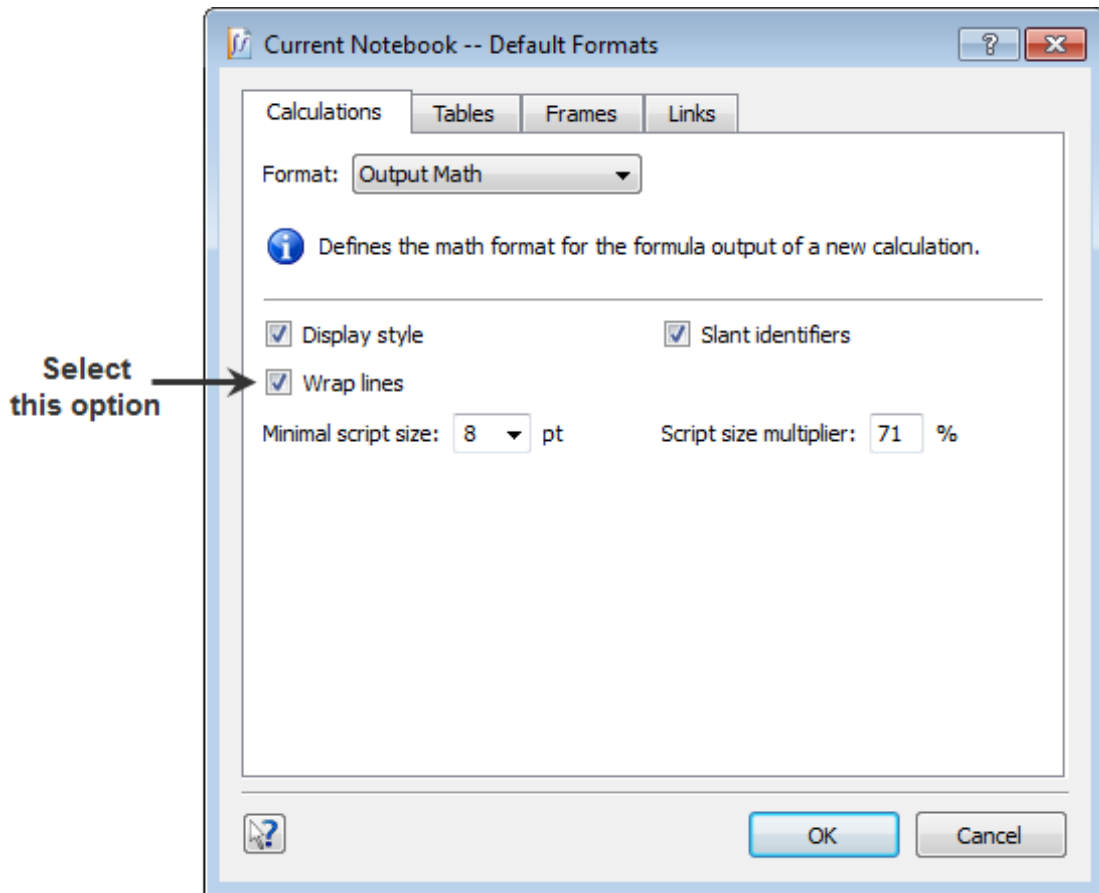 Current Notebook -- Default Formats
Calculations Tables Frames Links
Format: Output Math
Defines the math format for the formula output of a new calculation.
Display style Slant identifiers
Select
this option
Wrap lines
Minimal script size: 8 pt Script size multiplier: 71 %
OK Cancel